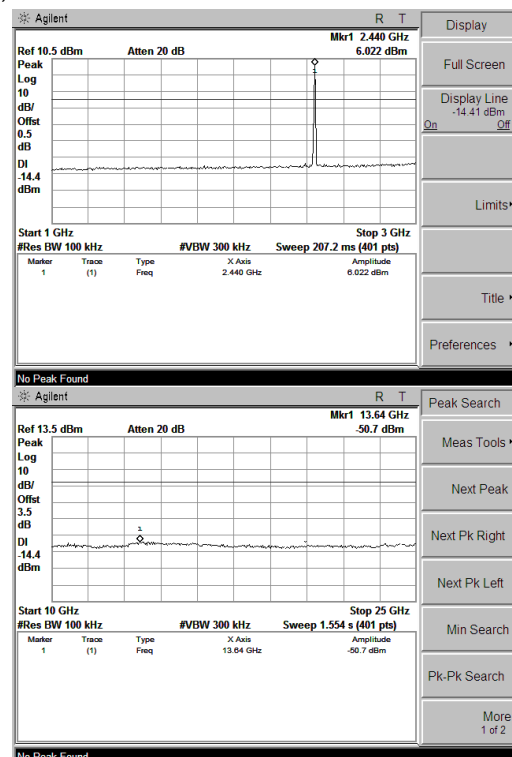 Agilent R T
Mkr1 2.440 GHz
Ref 10.5 dBm Atten 20 dB 6.022 dBm
Peak
Log
10
dB/
Offst
0.5
dB
DI
-14.4
dBm
1
Start 1 GHz Stop 3 GHz
#Res BW 100 kHz #VBW 300 kHz Sweep 207.2 ms (401 pts)
Marker Trace Type X Axis Amplitude
1 (1) Freq 2.440 GHz 6.022 dBm
No Peak Found
Display
Full Screen
Display Line
-14.41 dBm
On Off
Limits
Title
Preferences
Agilent R T
Mkr1 13.64 GHz
Ref 13.5 dBm Atten 20 dB -50.7 dBm
Peak
Log
10
dB/
Offst
3.5
dB
DI
-14.4
dBm
1
Start 10 GHz Stop 25 GHz
#Res BW 100 kHz #VBW 300 kHz Sweep 1.554 s (401 pts)
Marker Trace Type X Axis Amplitude
1 (1) Freq 13.64 GHz -50.7 dBm
No Peak Found
Peak Search
Meas Tools
Next Peak
Next Pk Right
Next Pk Left
Min Search
Pk-Pk Search
More
1 of 2